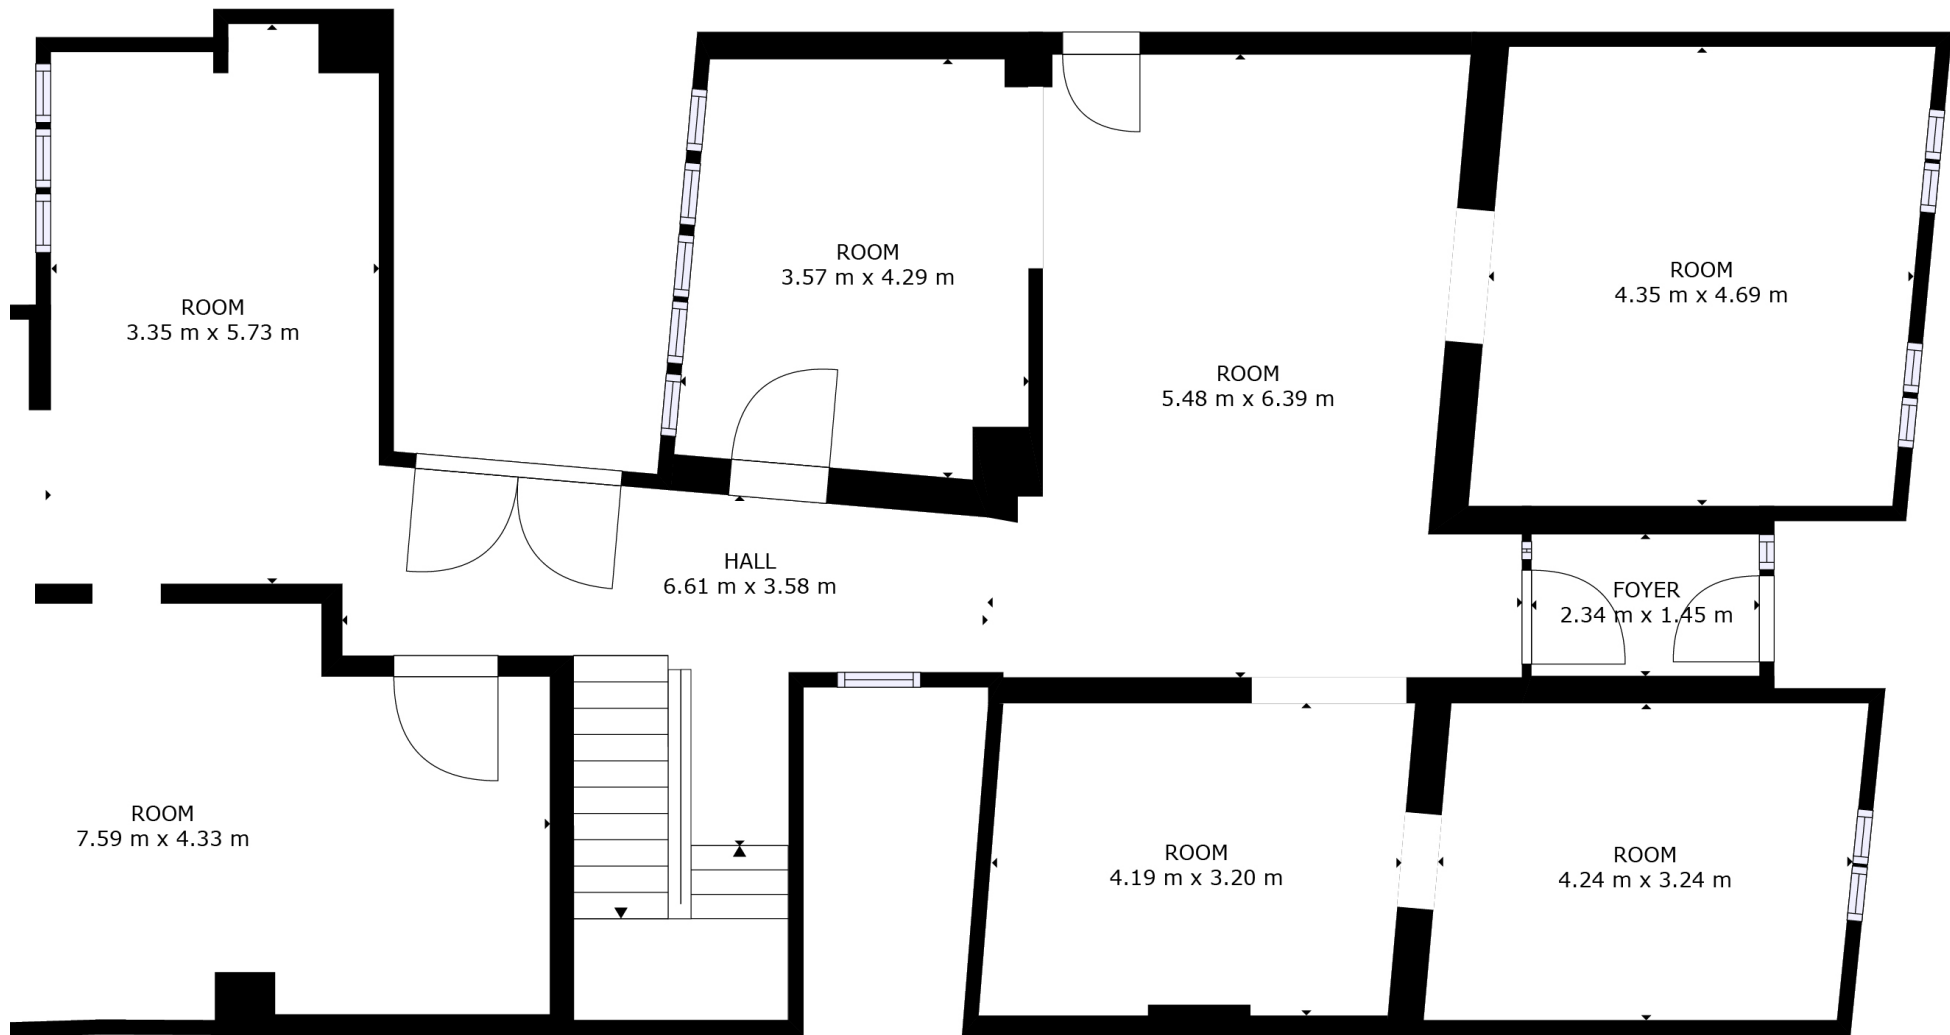 ROOM
3.35 m x 5.73 m
ROOM
3.57 m x 4.29 m
ROOM
5.48 m x 6.39 m
ROOM
4.35 m x 4.69 m
HALL
6.61 m x 3.58 m
FOYER
2.34 m x 1.45 m
ROOM
7.59 m x 4.33 m
ROOM
4.19 m x 3.20 m
ROOM
4.24 m x 3.24 m